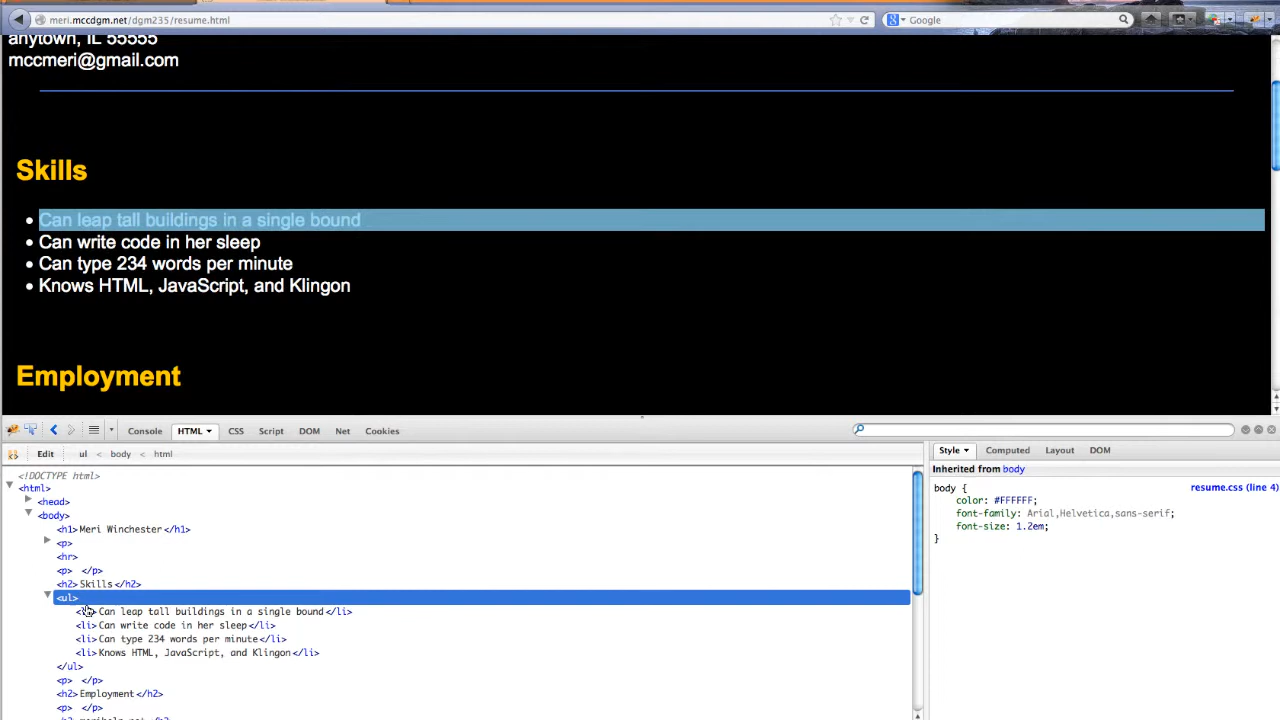 meri.mccdgm.net/dgm235/resume.html
Google
anytown, IL 55555
mccmeri@gmail.com
Skills
• Can leap tall buildings in a single bound
• Can write code in her sleep
• Can type 234 words per minute
• Knows HTML, JavaScript, and Klingon
Employment
Console HTML CSS Script DOM Net Cookies
Edit ul < body < html
<!DOCTYPE html>
<html>
<head>
<body>
<h1>Meri Winchester</h1>
<p>
<hr>
<p> </p>
<h2>Skills</h2>
<ul>
Can leap tall buildings in a single bound</li>
<li>Can write code in her sleep</li>
<li>Can type 234 words per minute</li>
<li>Knows HTML, JavaScript, and Klingon</li>
</ul>
<p> </p>
<h2>Employment</h2>
<p> </p>
Style Computed Layout DOM
Inherited from body
body { resume.css (line 4)
color: #FFFFFF;
font-family: Arial,Helvetica,sans-serif;
font-size: 1.2em;
}